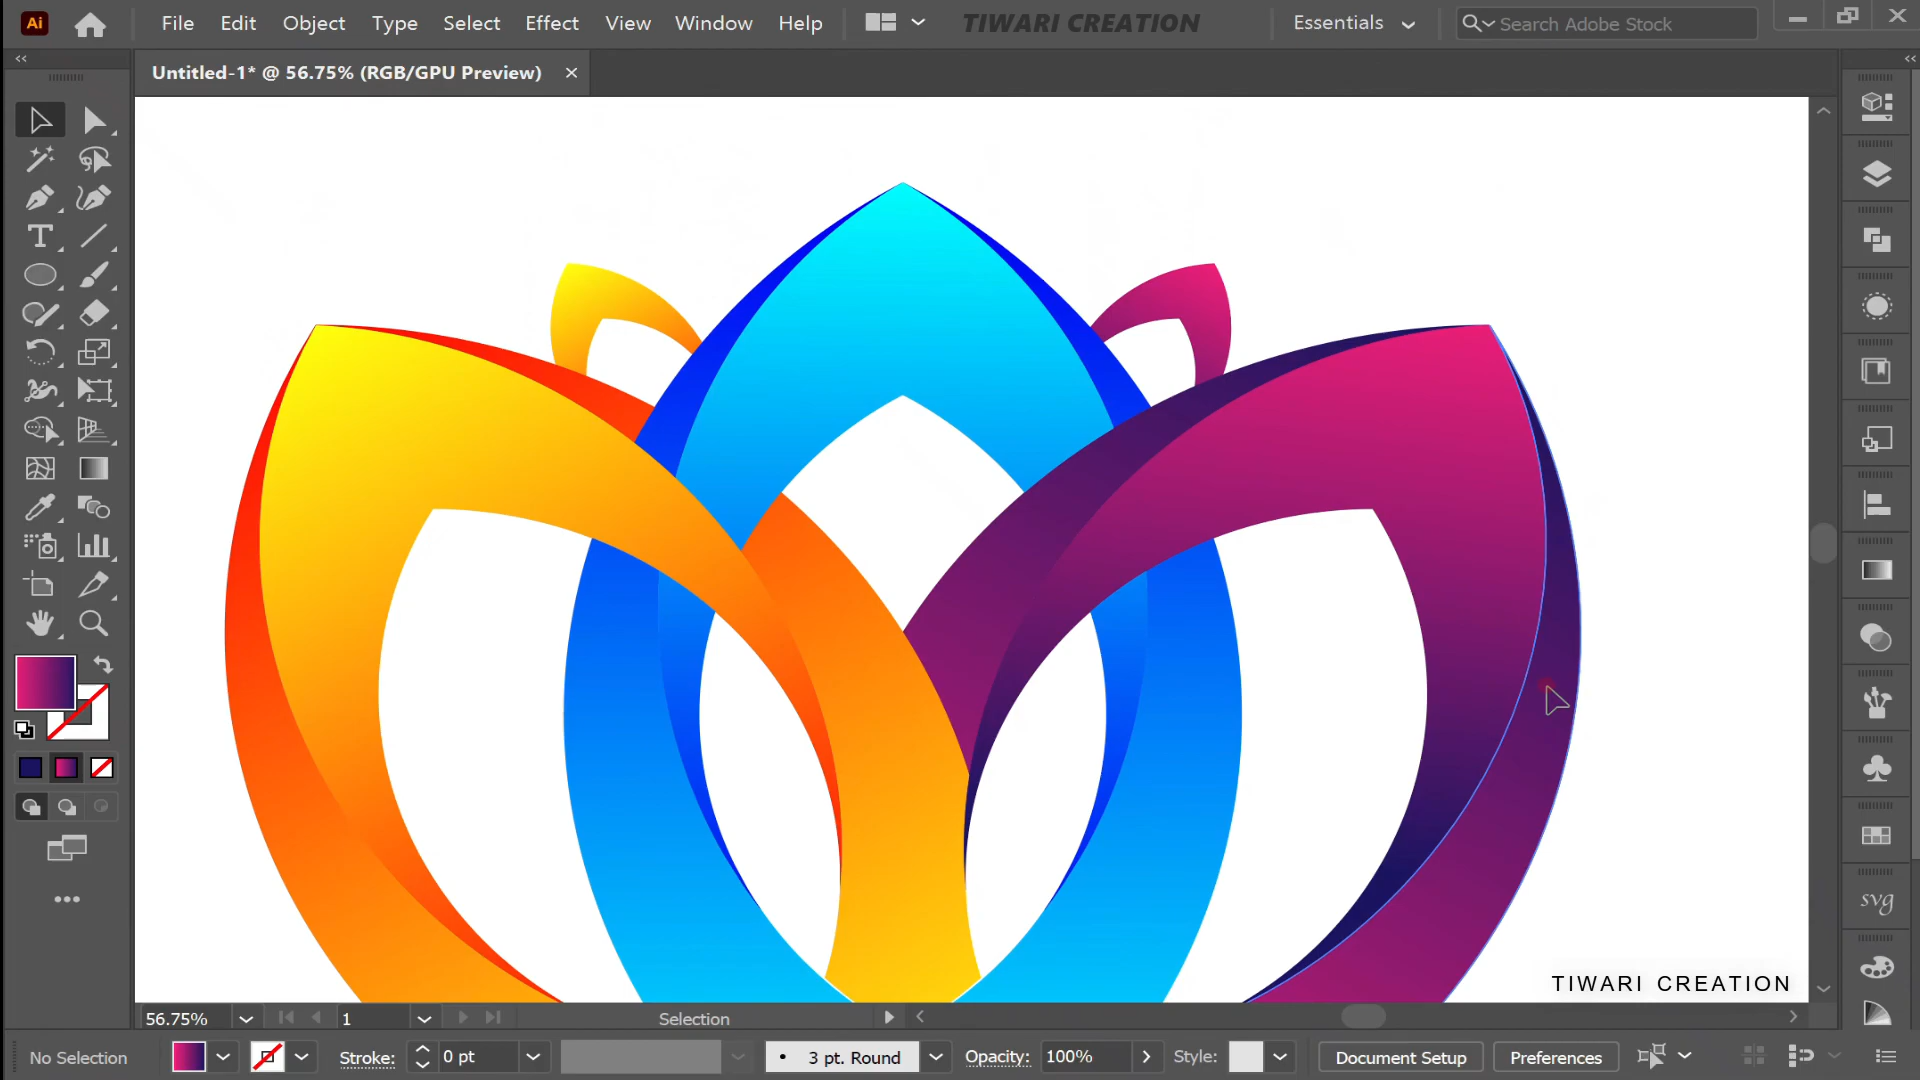 Ai File Edit Object Type Select Effect View Window Help TIWARI CREATION Essentials Search Adobe Stock
Untitled-1* @ 56.75% (RGB/GPU Preview)
T
svg
TIWARI CREATION
56.75% 1 Selection
No Selection Stroke: 0 pt 3 pt. Round Opacity: 100% Style: Document Setup Preferences